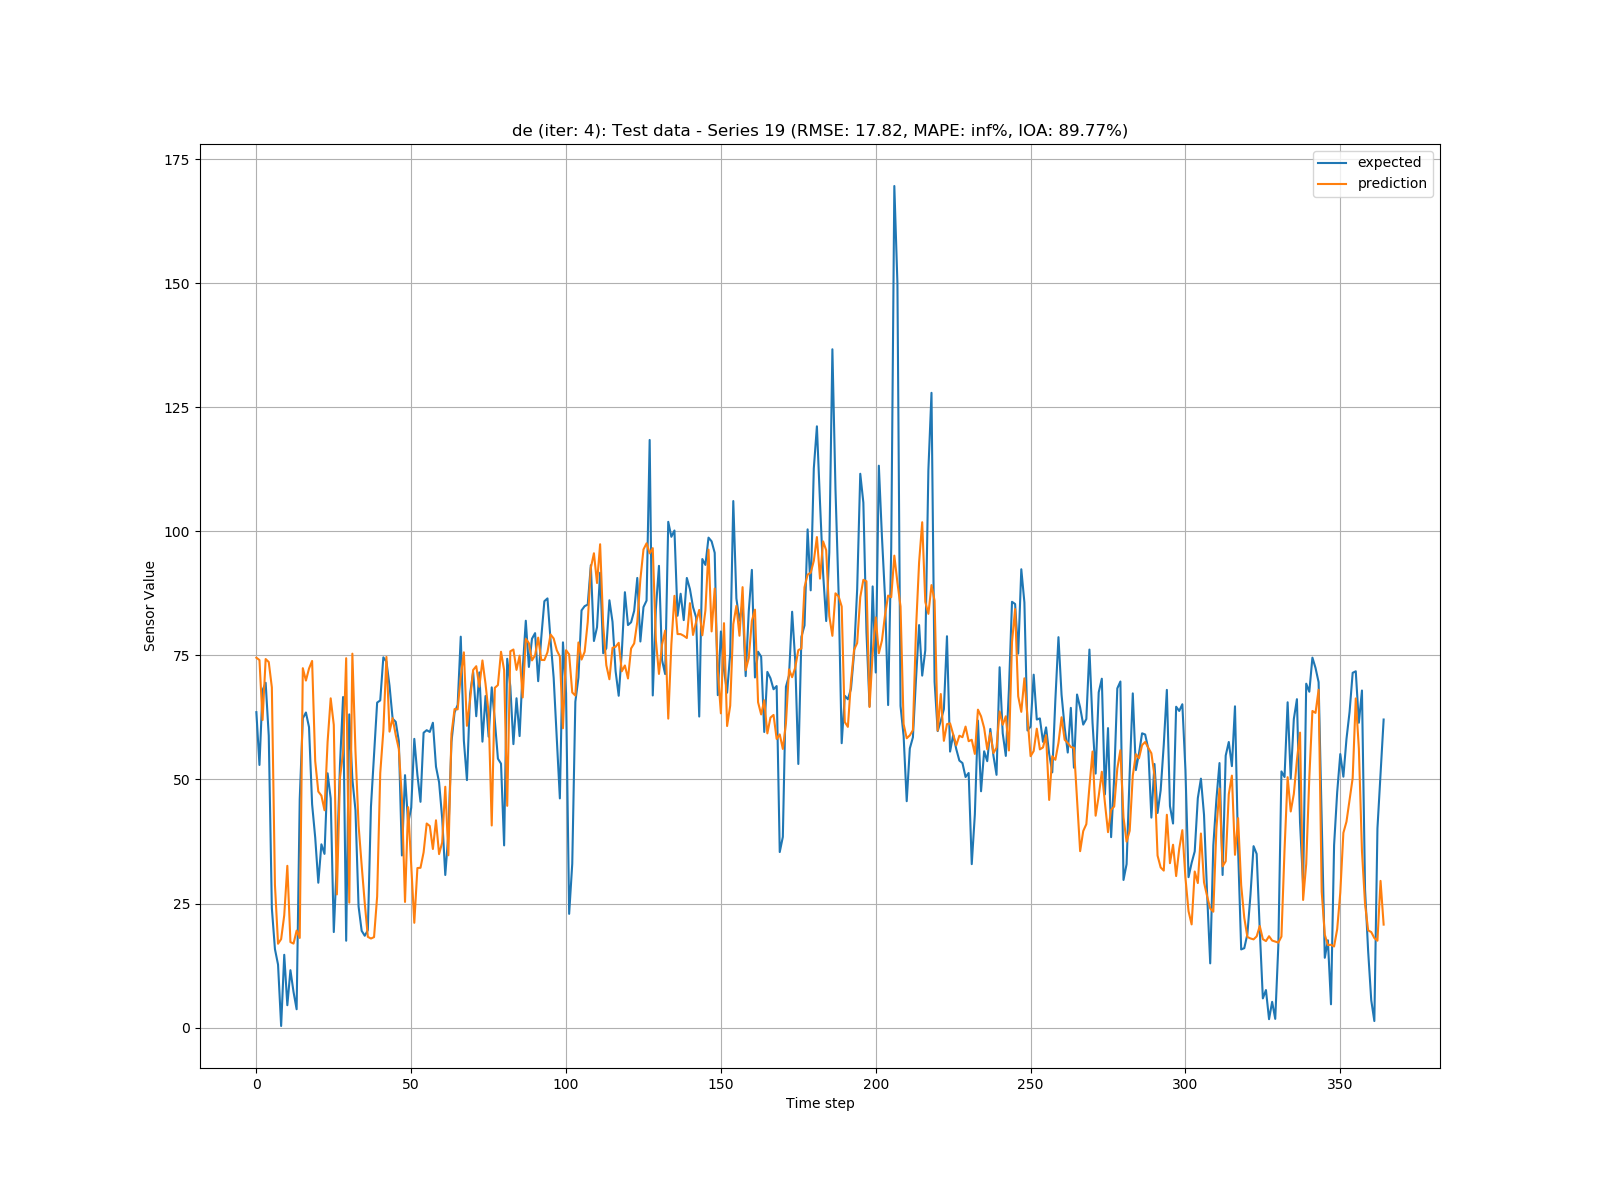 de (iter: 4): Test data - Series 19 (RMSE: 17.82, MAPE: inf%, IOA: 89.77%)
expected
prediction
175
150
125
100
75
50
25
0
Sensor Value
0 50 100 150 200 250 300 350
Time step